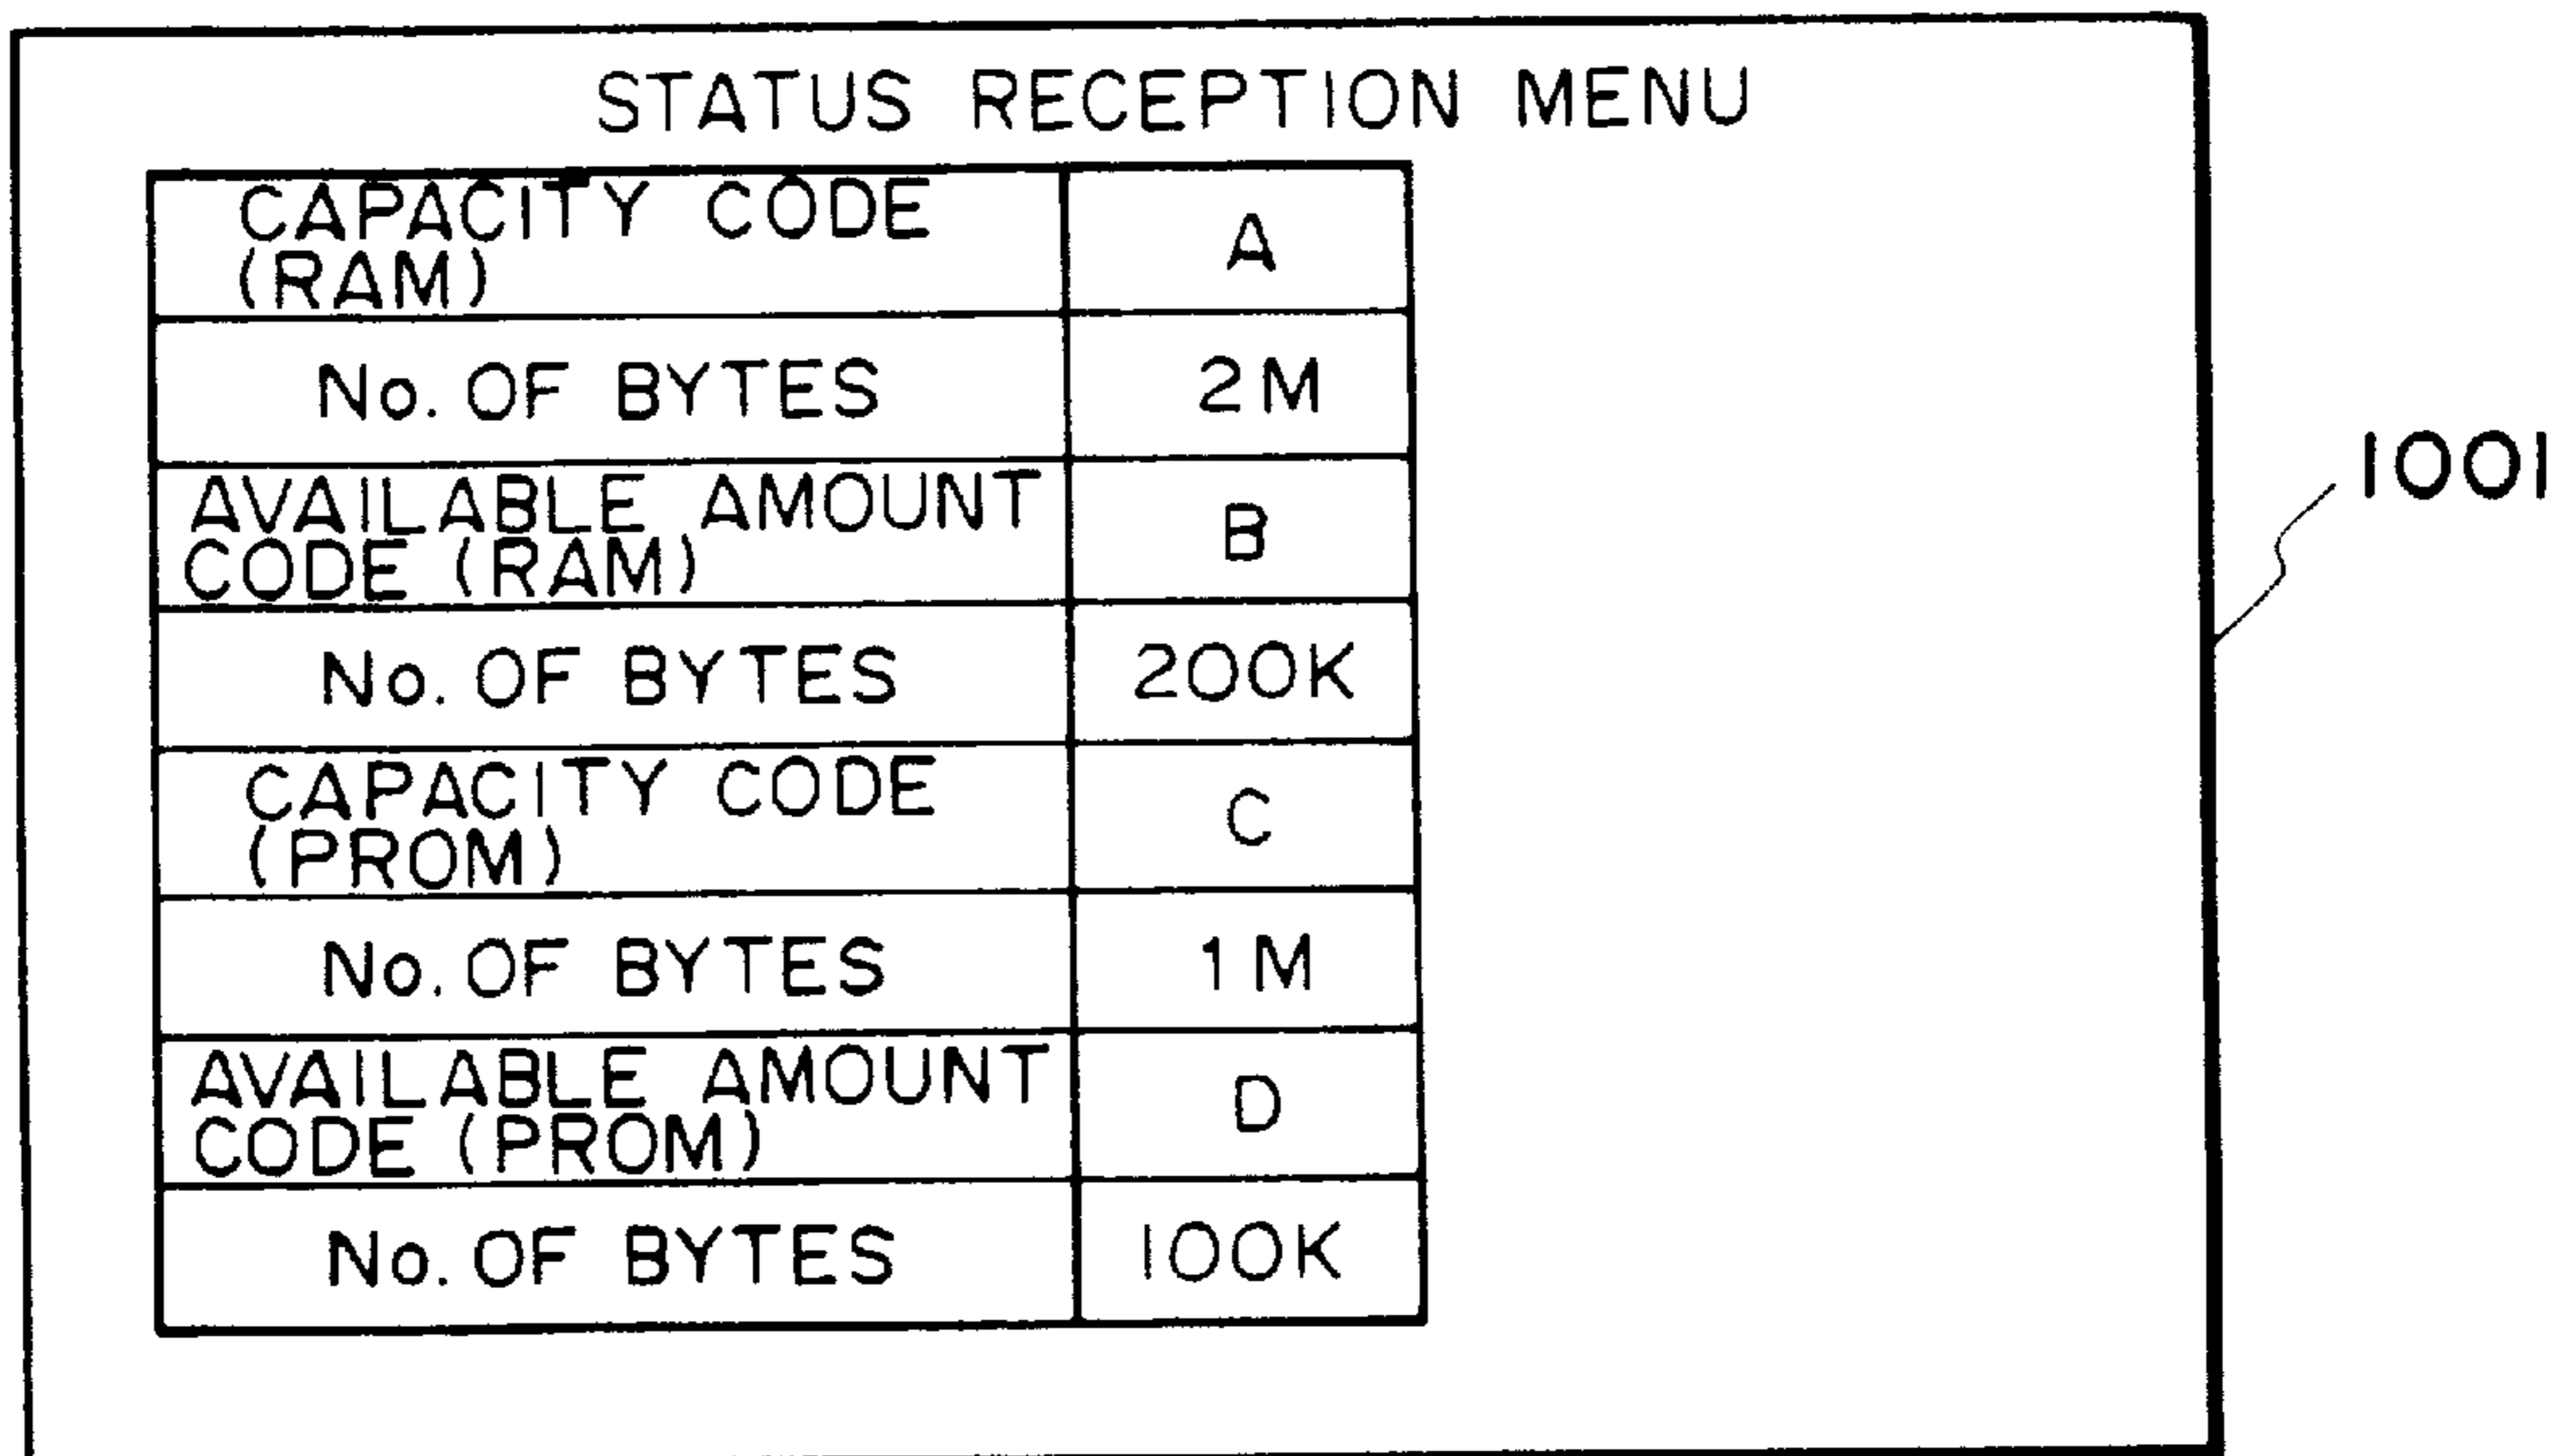 STATUS RECEPTION MENU
CAPACITY CODE
(RAM)
A
No. OF BYTES
2M
AVAILABLE AMOUNT
CODE (RAM)
B
No. OF BYTES
200K
CAPACITY CODE
(PROM)
C
No. OF BYTES
1M
AVAILABLE AMOUNT
CODE (PROM)
D
No. OF BYTES
100K
1001